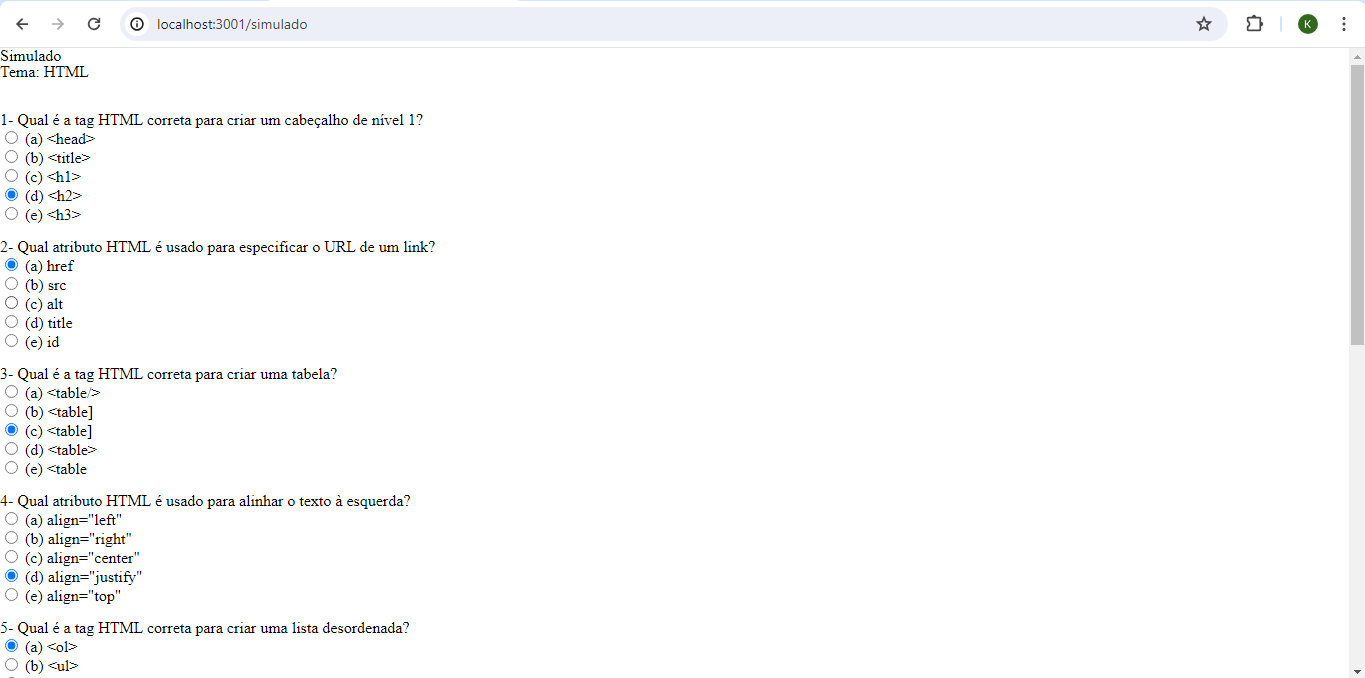 localhost:3001/simulado
K
Simulado
Tema: HTML
1- Qual é a tag HTML correta para criar um cabeçalho de nível 1?
(a) <head>
(b) <title>
(c) <h1>
(d) <h2>
(e) <h3>
2- Qual atributo HTML é usado para especificar o URL de um link?
(a) href
(b) src
(c) alt
(d) title
(e) id
3- Qual é a tag HTML correta para criar uma tabela?
(a) <table/>
(b) <table]
(c) <table]
(d) <table>
(e) <table
4- Qual atributo HTML é usado para alinhar o texto à esquerda?
(a) align="left"
(b) align="right"
(c) align="center"
(d) align="justify"
(e) align="top"
5- Qual é a tag HTML correta para criar uma lista desordenada?
(a) <ol>
(b) <ul>